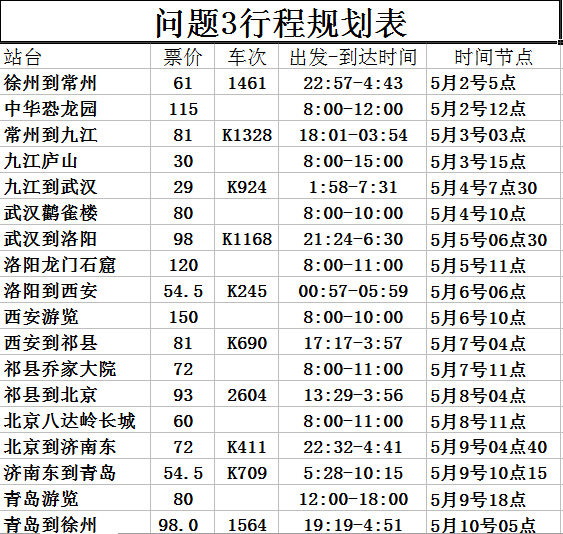 问题3行程规划表
站台 票价 车次 出发-到达时间 时间节点
徐州到常州 61 1461 22:57-4:43 5月2号5点
中华恐龙园 115 8:00-12:00 5月2号12点
常州到九江 81 K1328 18:01-03:54 5月3号03点
九江庐山 30 8:00-15:00 5月3号15点
九江到武汉 29 K924 1:58-7:31 5月4号7点30
武汉鹳雀楼 80 8:00-10:00 5月4号10点
武汉到洛阳 98 K1168 21:24-6:30 5月5号06点30
洛阳龙门石窟 120 8:00-11:00 5月5号11点
洛阳到西安 54.5 K245 00:57-05:59 5月6号06点
西安游览 150 8:00-10:00 5月6号10点
西安到祁县 81 K690 17:17-3:57 5月7号04点
祁县乔家大院 72 8:00-11:00 5月7号11点
祁县到北京 93 2604 13:29-3:56 5月8号04点
北京八达岭长城 60 8:00-11:00 5月8号11点
北京到济南东 72 K411 22:32-4:41 5月9号04点40
济南东到青岛 54.5 K709 5:28-10:15 5月9号10点15
青岛游览 80 12:00-18:00 5月9号18点
青岛到徐州 98.0 1564 19:19-4:51 5月10号05点